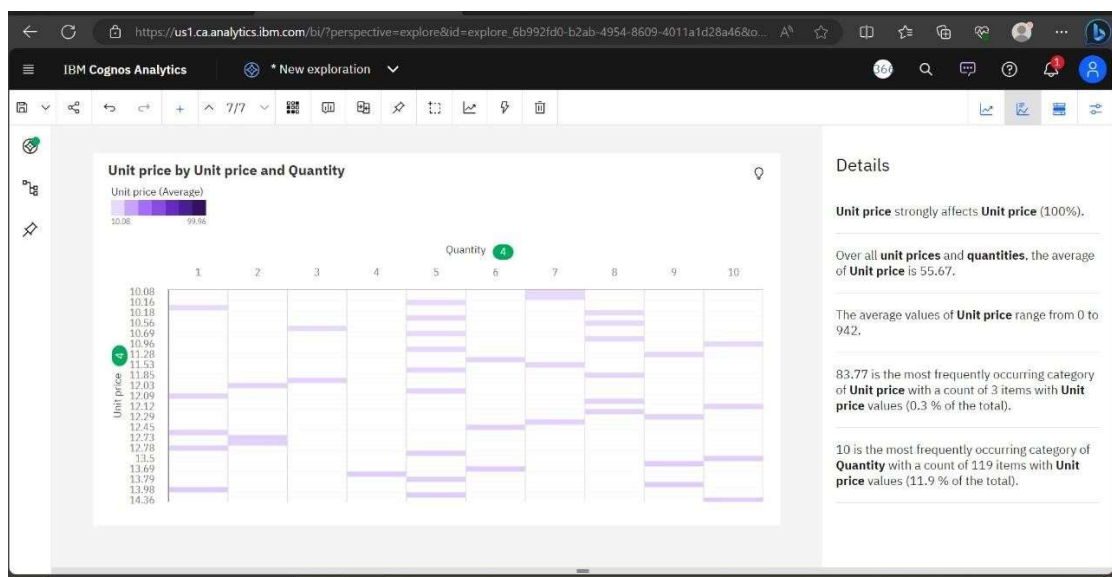 https://us1.ca.analytics.ibm.com/bi/?perspective=explore&id=explore_6b992fd0-b2ab-4954-8609-4011a1d28a46&o...
IBM Cognos Analytics
* New exploration
366
1
7/7
Unit price by Unit price and Quantity
Unit price (Average)
10.08 99.96
Quantity 4
1 2 3 4 5 6 7 8 9 10
Unit price 4
10.08
10.16
10.18
10.56
10.69
10.96
11.28
11.53
11.85
12.03
12.09
12.12
12.29
12.45
12.73
12.78
13.5
13.69
13.79
13.98
14.36
Details
Unit price strongly affects Unit price (100%).
Over all unit prices and quantities, the average
of Unit price is 55.67.
The average values of Unit price range from 0 to
942.
83.77 is the most frequently occurring category
of Unit price with a count of 3 items with Unit
price values (0.3 % of the total).
10 is the most frequently occurring category of
Quantity with a count of 119 items with Unit
price values (11.9 % of the total).